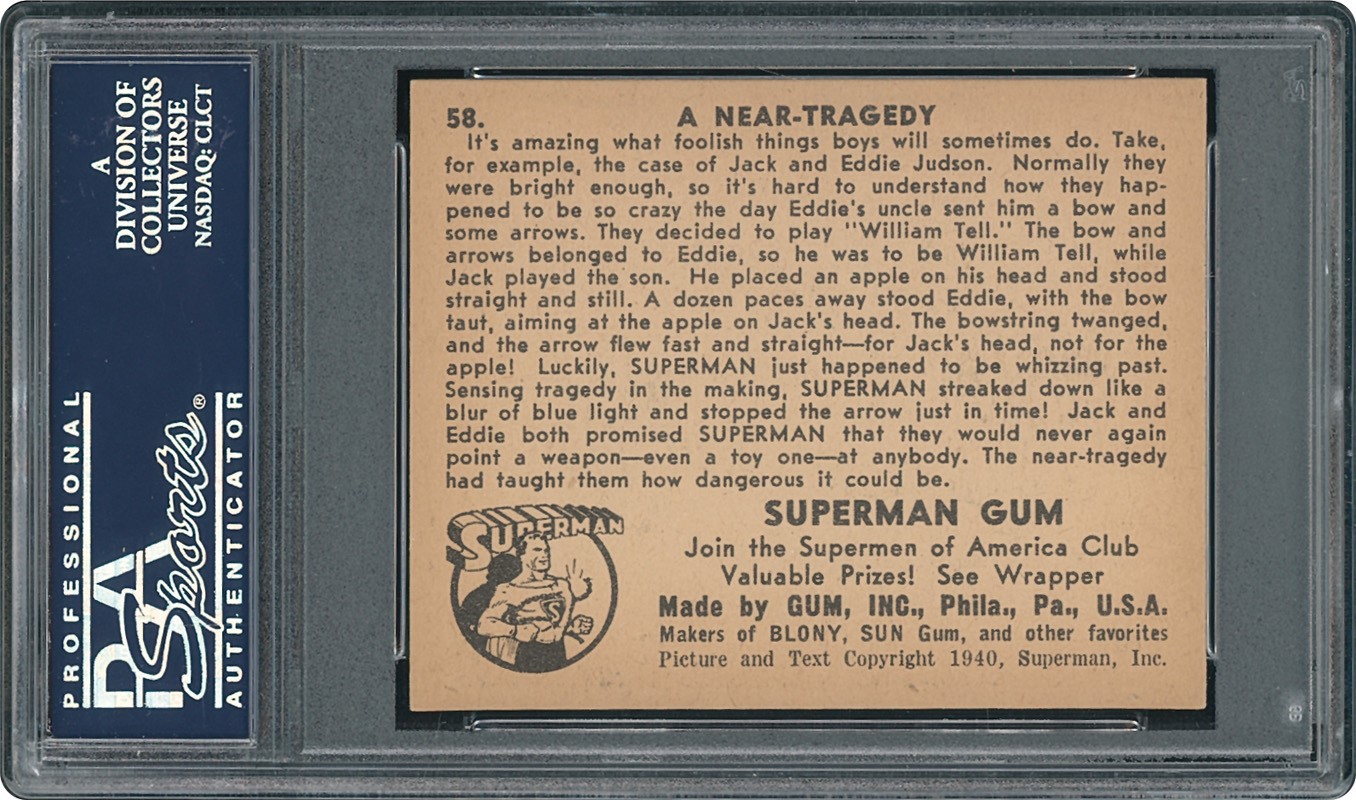 A
DIVISION OF
COLLECTORS
UNIVERSE
NASDAQ: CLCT
PROFESSIONAL
PSA
Sports®
AUTHENTICATOR
58. A NEAR-TRAGEDY
It's amazing what foolish things boys will sometimes do. Take,
for example, the case of Jack and Eddie Judson. Normally they
were bright enough, so it's hard to understand how they hap-
pened to be so crazy the day Eddie's uncle sent him a bow and
some arrows. They decided to play "William Tell." The bow and
arrows belonged to Eddie, so he was to be William Tell, while
Jack played the son. He placed an apple on his head and stood
straight and still. A dozen paces away stood Eddie, with the bow
taut, aiming at the apple on Jack's head. The bowstring twanged,
and the arrow flew fast and straight—for Jack's head, not for the
apple! Luckily, SUPERMAN just happened to be whizzing past.
Sensing tragedy in the making, SUPERMAN streaked down like a
blur of blue light and stopped the arrow just in time! Jack and
Eddie both promised SUPERMAN that they would never again
point a weapon—even a toy one—at anybody. The near-tragedy
had taught them how dangerous it could be.
SUPERMAN
S
SUPERMAN GUM
Join the Supermen of America Club
Valuable Prizes! See Wrapper
Made by GUM, INC., Phila., Pa., U.S.A.
Makers of BLONY, SUN Gum, and other favorites
Picture and Text Copyright 1940, Superman, Inc.